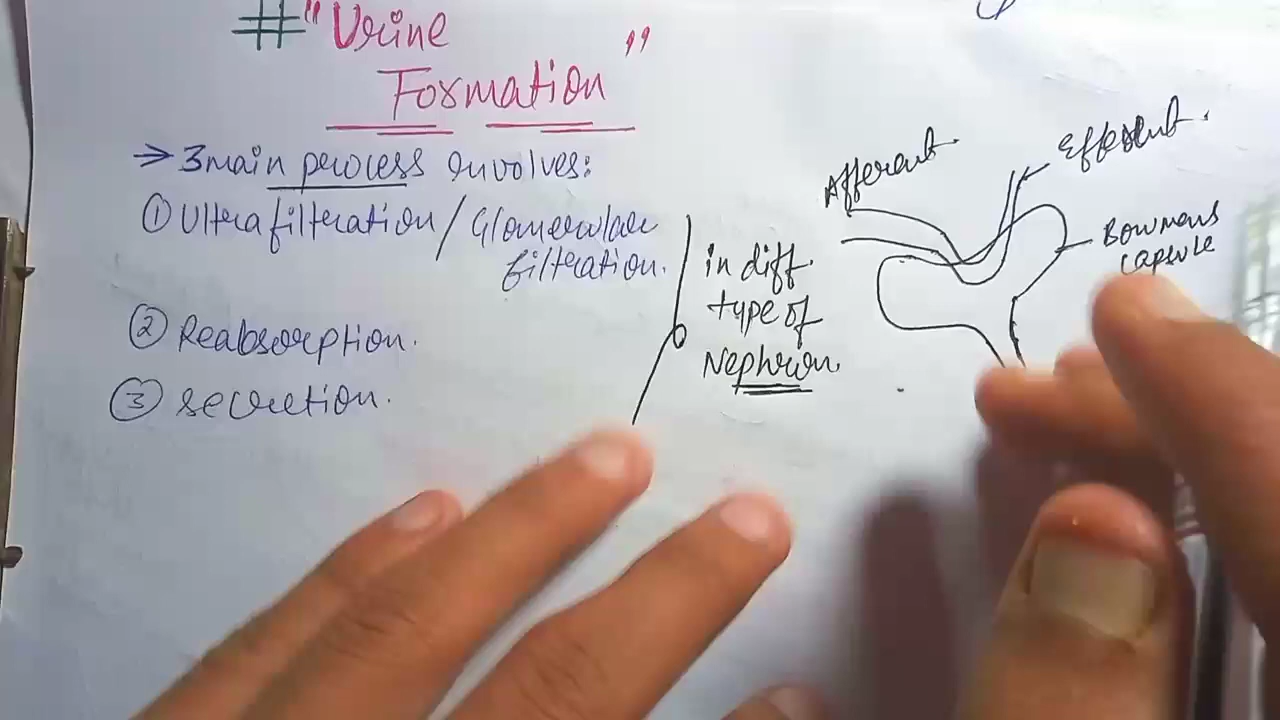 # "Urine
Formation"
→ 3 main process involves:
① Ultrafiltration / Glomerular
filtration.
② Reabsorption.
③ secretion.
in diff.
type of
Nephron.
Afferent
Efferent.
Bowmens
capsule